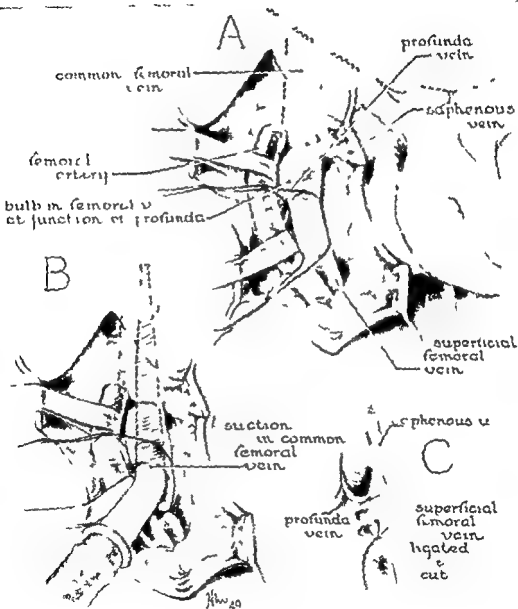 A
profunda
vein
common femoral
vein
saphenous
vein
femoral
artery
bulb in femoral v
at junction of profunda
B
superficial
femoral
vein
suction
in common
femoral
vein
saphenous v
C
profunda
vein
superficial
femoral
vein
ligated
&
cut